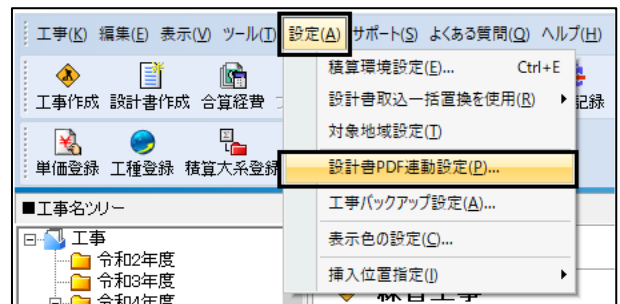 工事(K) 編集(E) 表示(V) ツール(T) 設定(A) サポート(S) よくある質問(Q) ヘルプ(H)
積算環境設定(E)... Ctrl+E
工事作成 設計書作成 合算経費
設計書取込一括置換を使用(R)
記録
対象地域設定(T)
単価登録 工種登録 積算大系登録
設計書PDF連動設定(P)...
工事バックアップ設定(A)...
■工事名ツリー
表示色の設定(C)...
工事
令和2年度
挿入位置指定(I)
令和3年度
令和4年度
練習工事